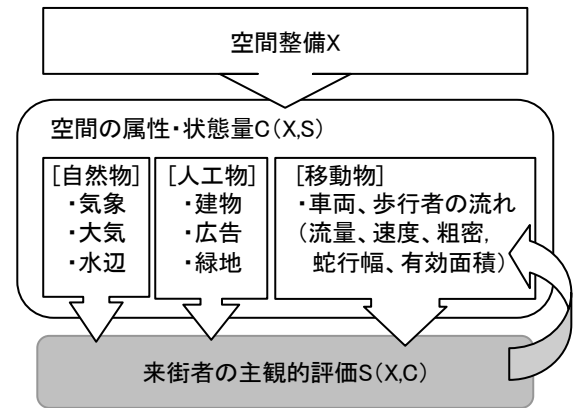 空間整備X
空間の属性・状態量C(X,S)
[自然物]
・気象
・大気
・水辺
[人工物]
・建物
・広告
・緑地
[移動物]
・車両、歩行者の流れ
(流量、速度、粗密,
蛇行幅、有効面積)
来街者の主観的評価S(X,C)